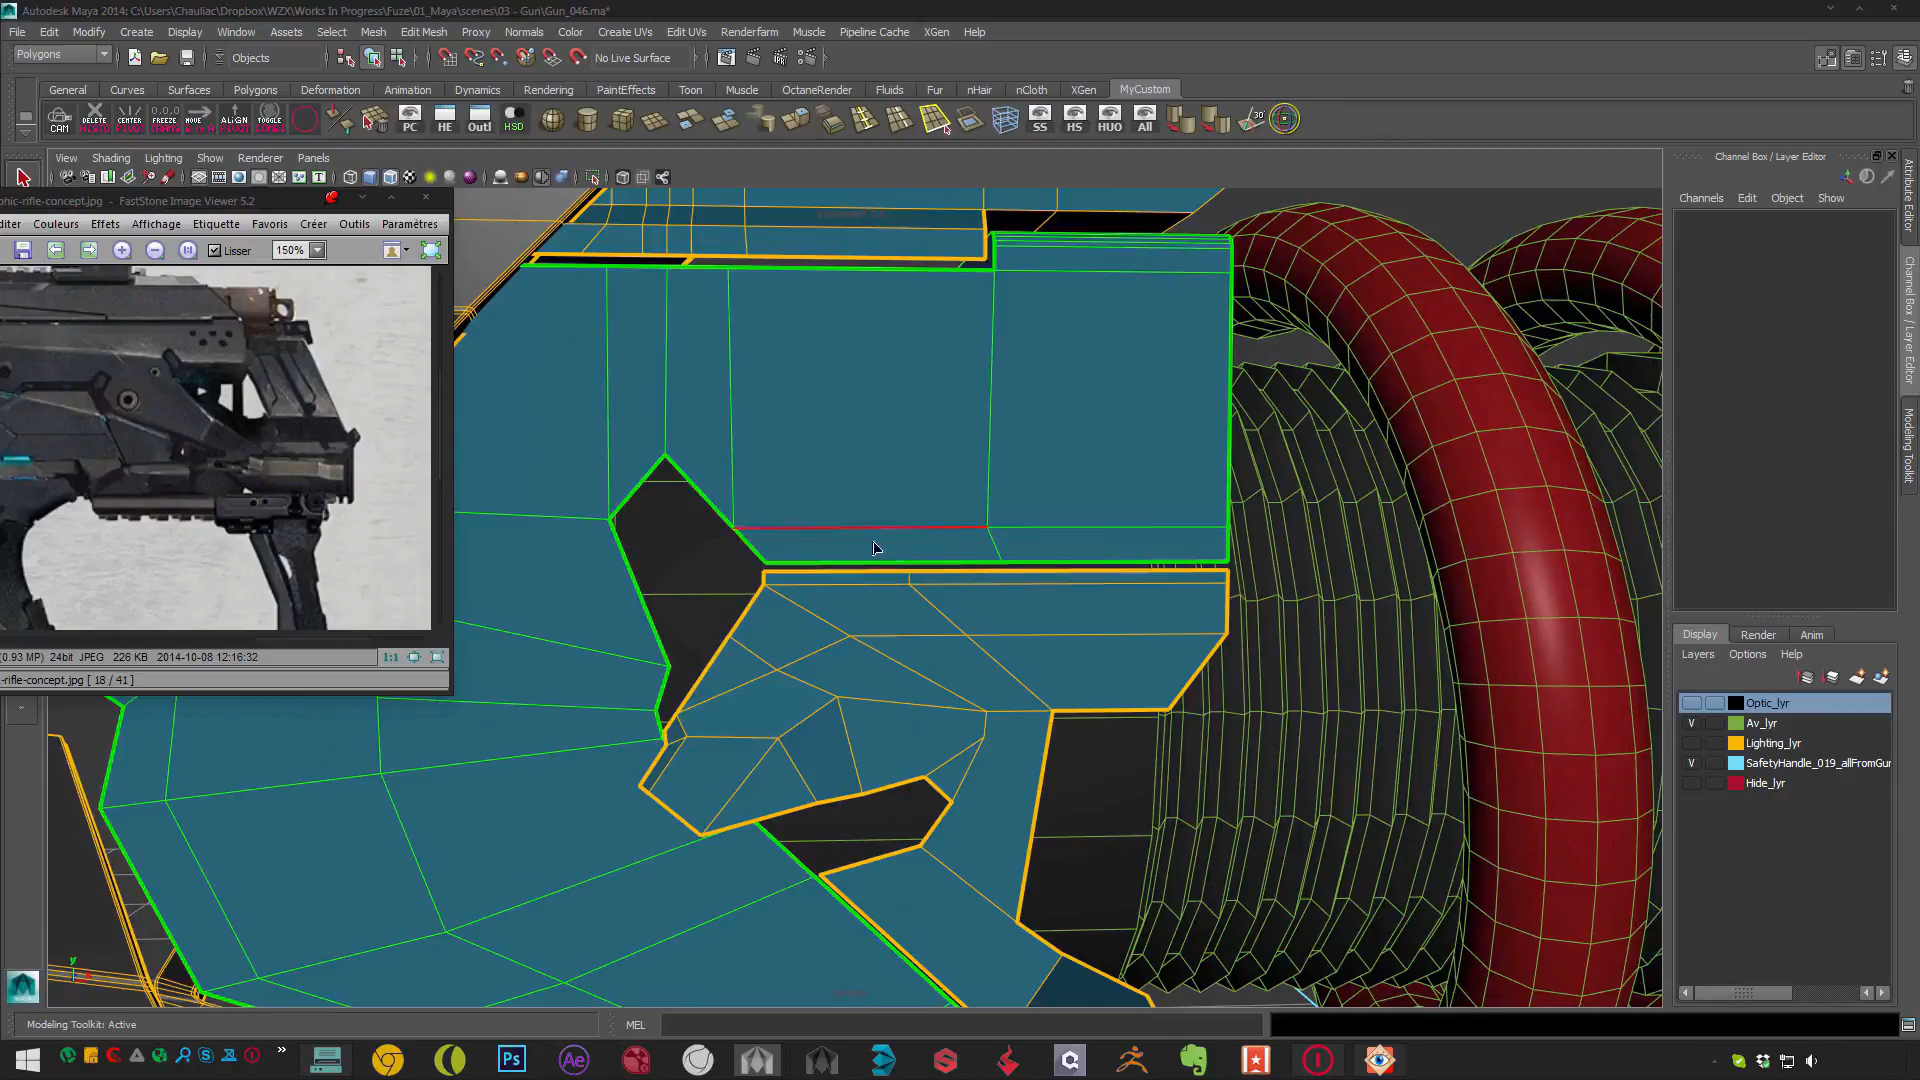 Autodesk Maya 2014: C:\Users\Chauliac\Dropbox\WZX\Works In Progress\Fuze\01_Maya\scenes\03 - Gun\Gun_046.ma*
File Edit Modify Create Display Window Assets Select Mesh Edit Mesh Proxy Normals Color Create UVs Edit UVs Renderfarm Muscle Pipeline Cache XGen Help
Polygons Objects No Live Surface
General Curves Surfaces Polygons Deformation Animation Dynamics Rendering PaintEffects Toon Muscle OctaneRender Fluids Fur nHair nCloth XGen MyCustom
CAM PC HE Outl HSD SS HS HUO All 30°
View Shading Lighting Show Renderer Panels
Channel Box / Layer Editor
Channels Edit Object Show
phic-rifle-concept.jpg - FastStone Image Viewer 5.2
diter Couleurs Effets Affichage Etiquette Favoris Créer Outils Paramètres
Lisser 150%
(0.93 MP) 24bit JPEG 226 KB 2014-10-08 12:16:32 1:1
-rifle-concept.jpg [ 18 / 41 ]
Attribute Editor
Channel Box / Layer Editor
Modeling Toolkit
Display Render Anim
Layers Options Help
Optic_lyr
V Av_lyr
Lighting_lyr
V SafetyHandle_019_allFromGur
Hide_lyr
y
Modeling Toolkit: Active
MEL
Ps Ae